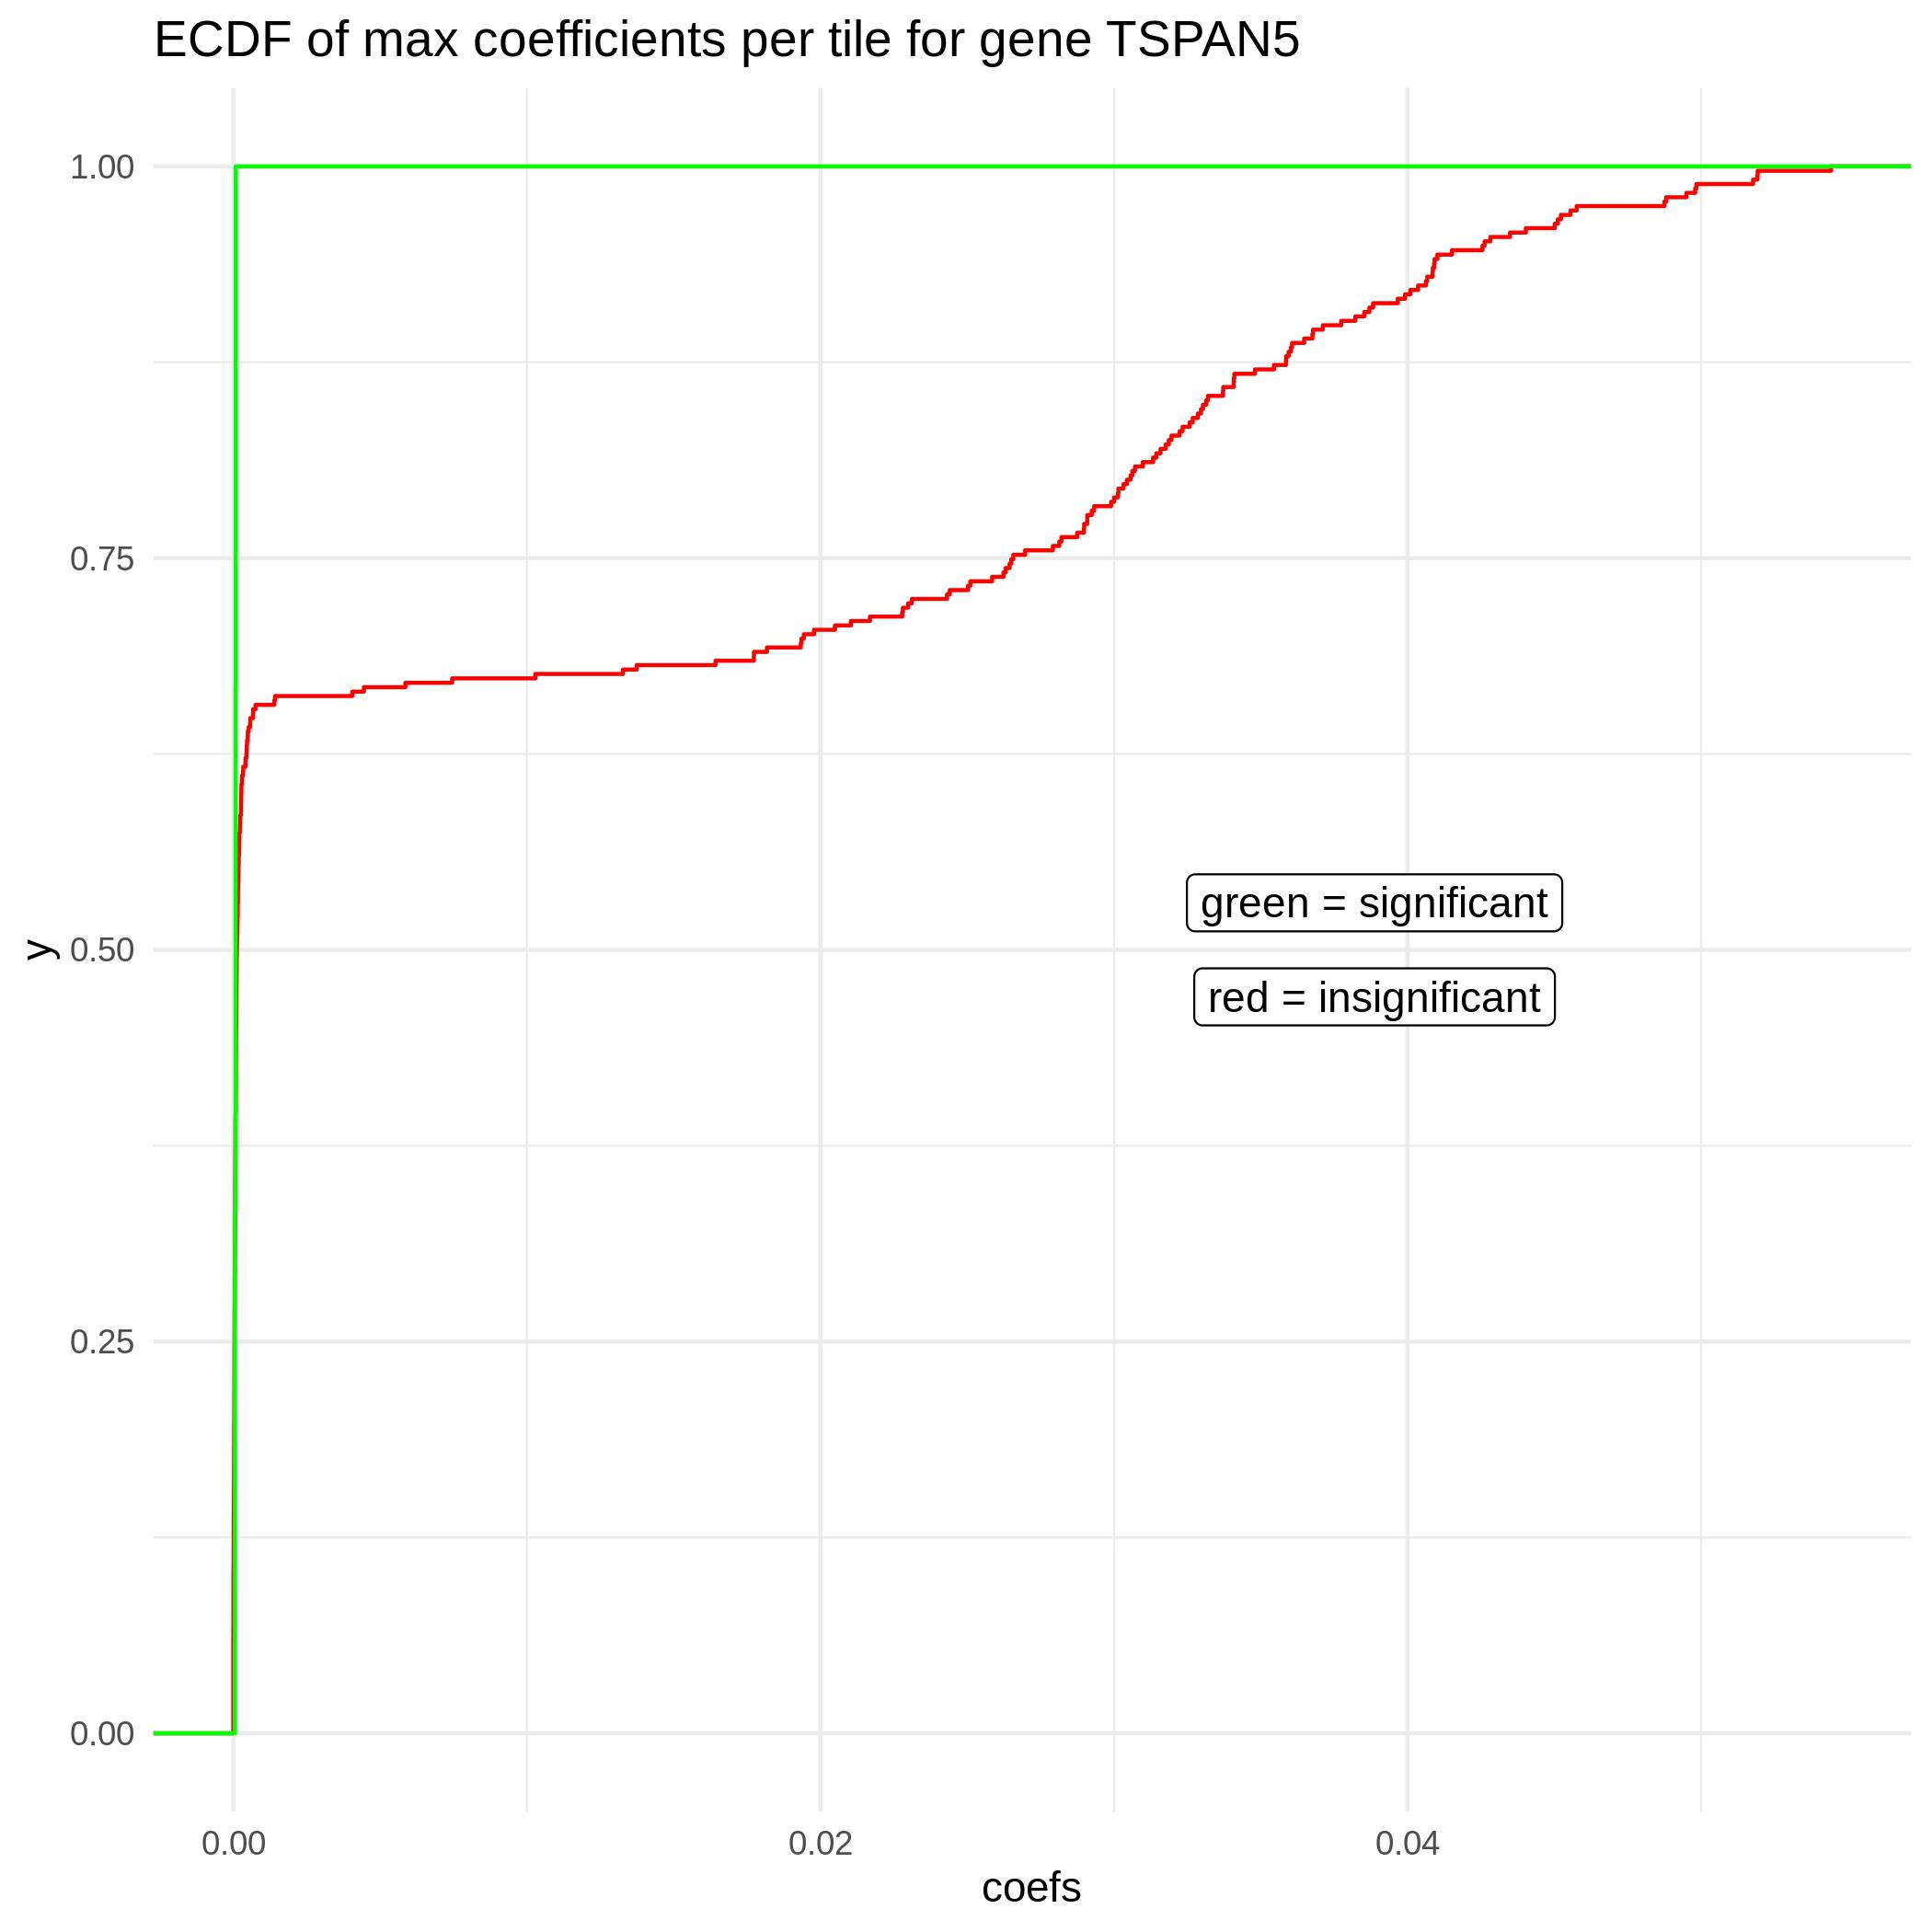 ECDF of max coefficients per tile for gene TSPAN5
1.00
0.75
0.50
0.25
0.00
y
green = significant
red = insignificant
0.00 0.02 0.04
coefs